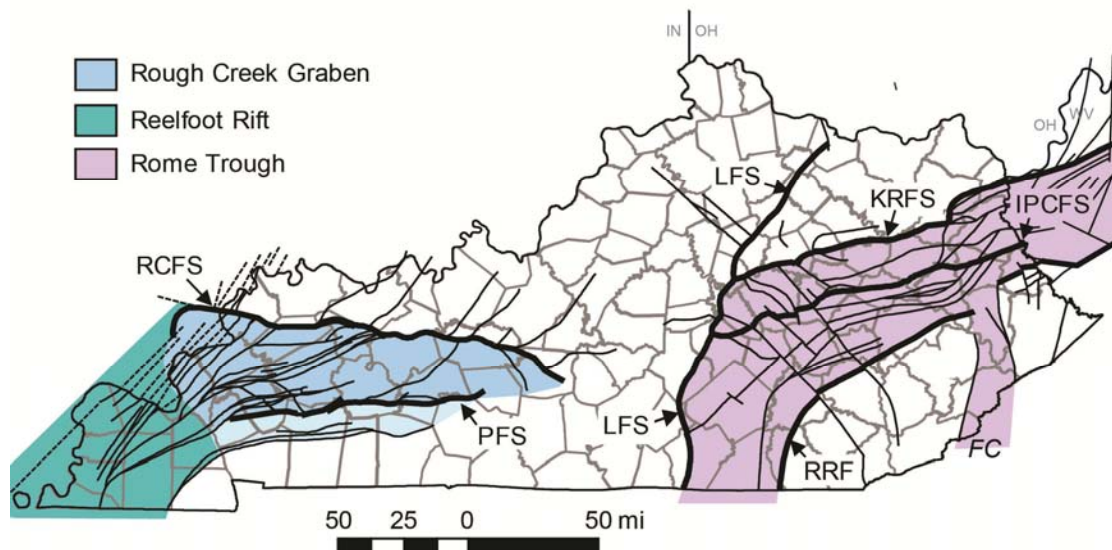 IN OH
Rough Creek Graben
Reelfoot Rift
Rome Trough
OH WV
LFS
KRFS
IPCFS
RCFS
PFS
LFS
RRF
FC
50 25 0 50 mi